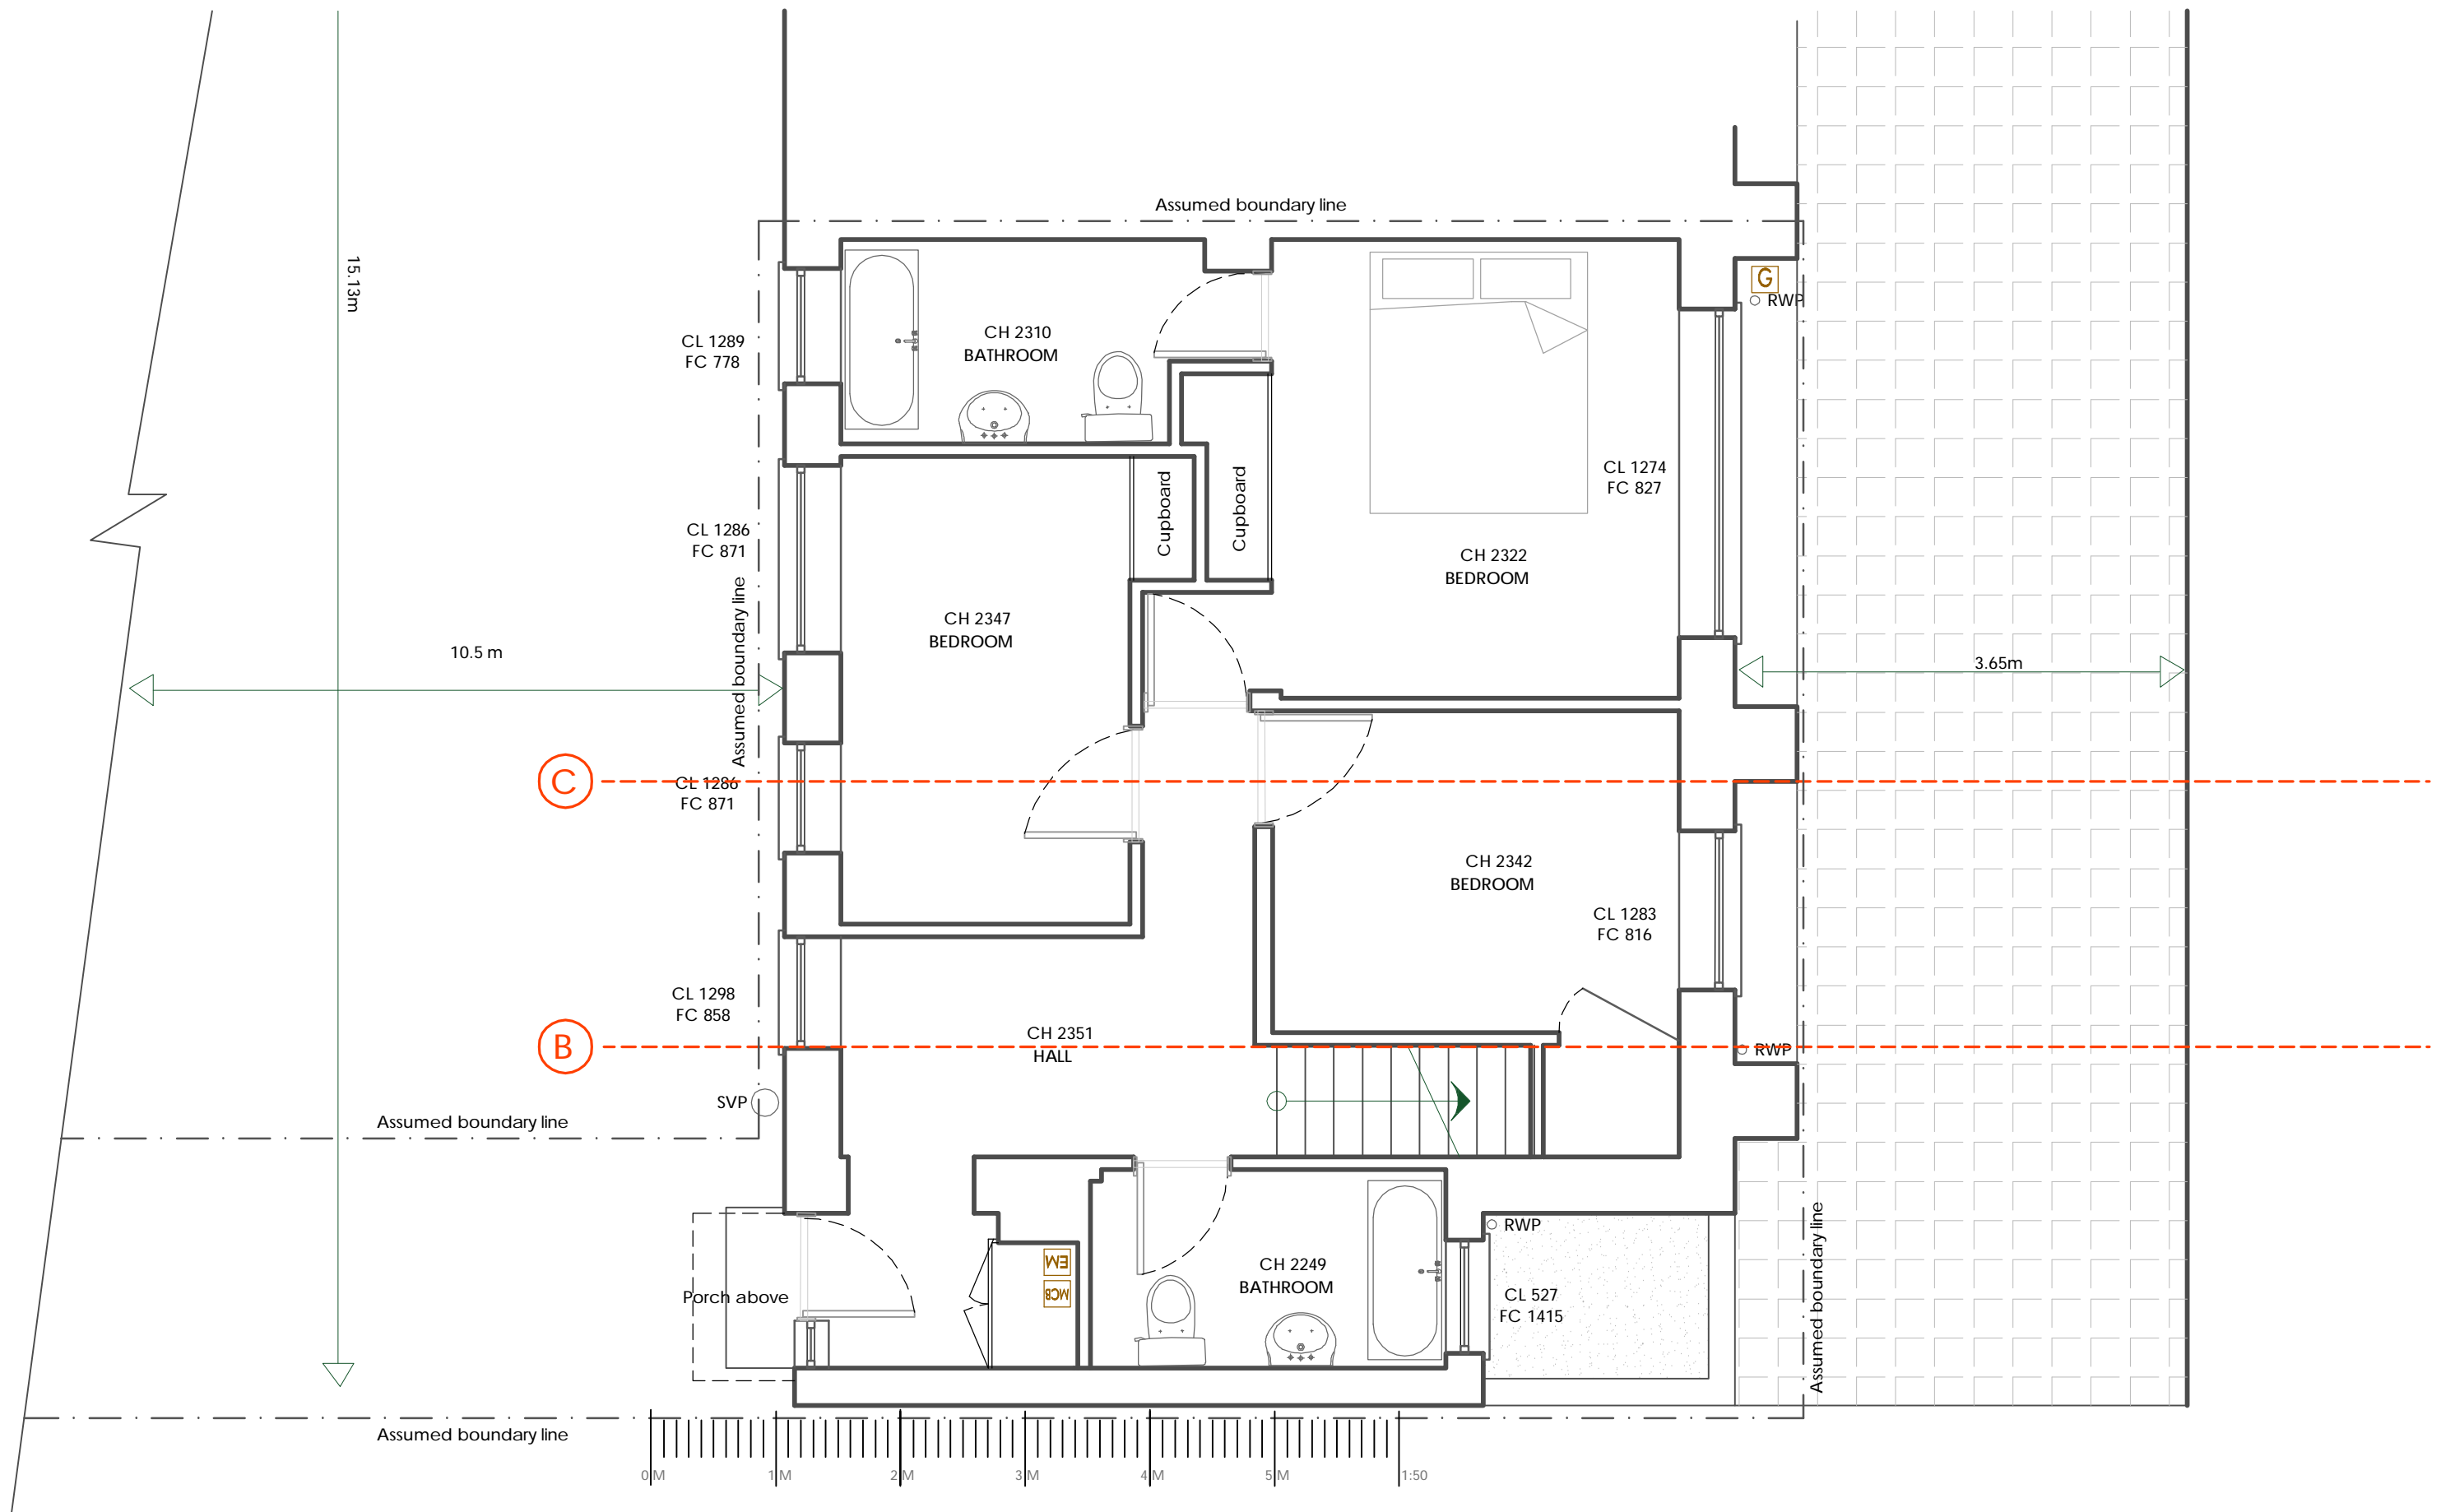 Assumed boundary line
15.13m
G
RWP
CL 1289
FC 778
CH 2310
BATHROOM
Cupboard
Cupboard
CL 1274
FC 827
CL 1286
FC 871
CH 2322
BEDROOM
Assumed boundary line
CH 2347
BEDROOM
10.5 m
3.65m
C
CL 1286
FC 871
CH 2342
BEDROOM
CL 1283
FC 816
CL 1298
FC 858
B
CH 2351
HALL
RWP
SVP
Assumed boundary line
RWP
EM
MCB
Porch above
CH 2249
BATHROOM
CL 527
FC 1415
Assumed boundary line
Assumed boundary line
0 M
1 M
2 M
3 M
4 M
5 M
1:50